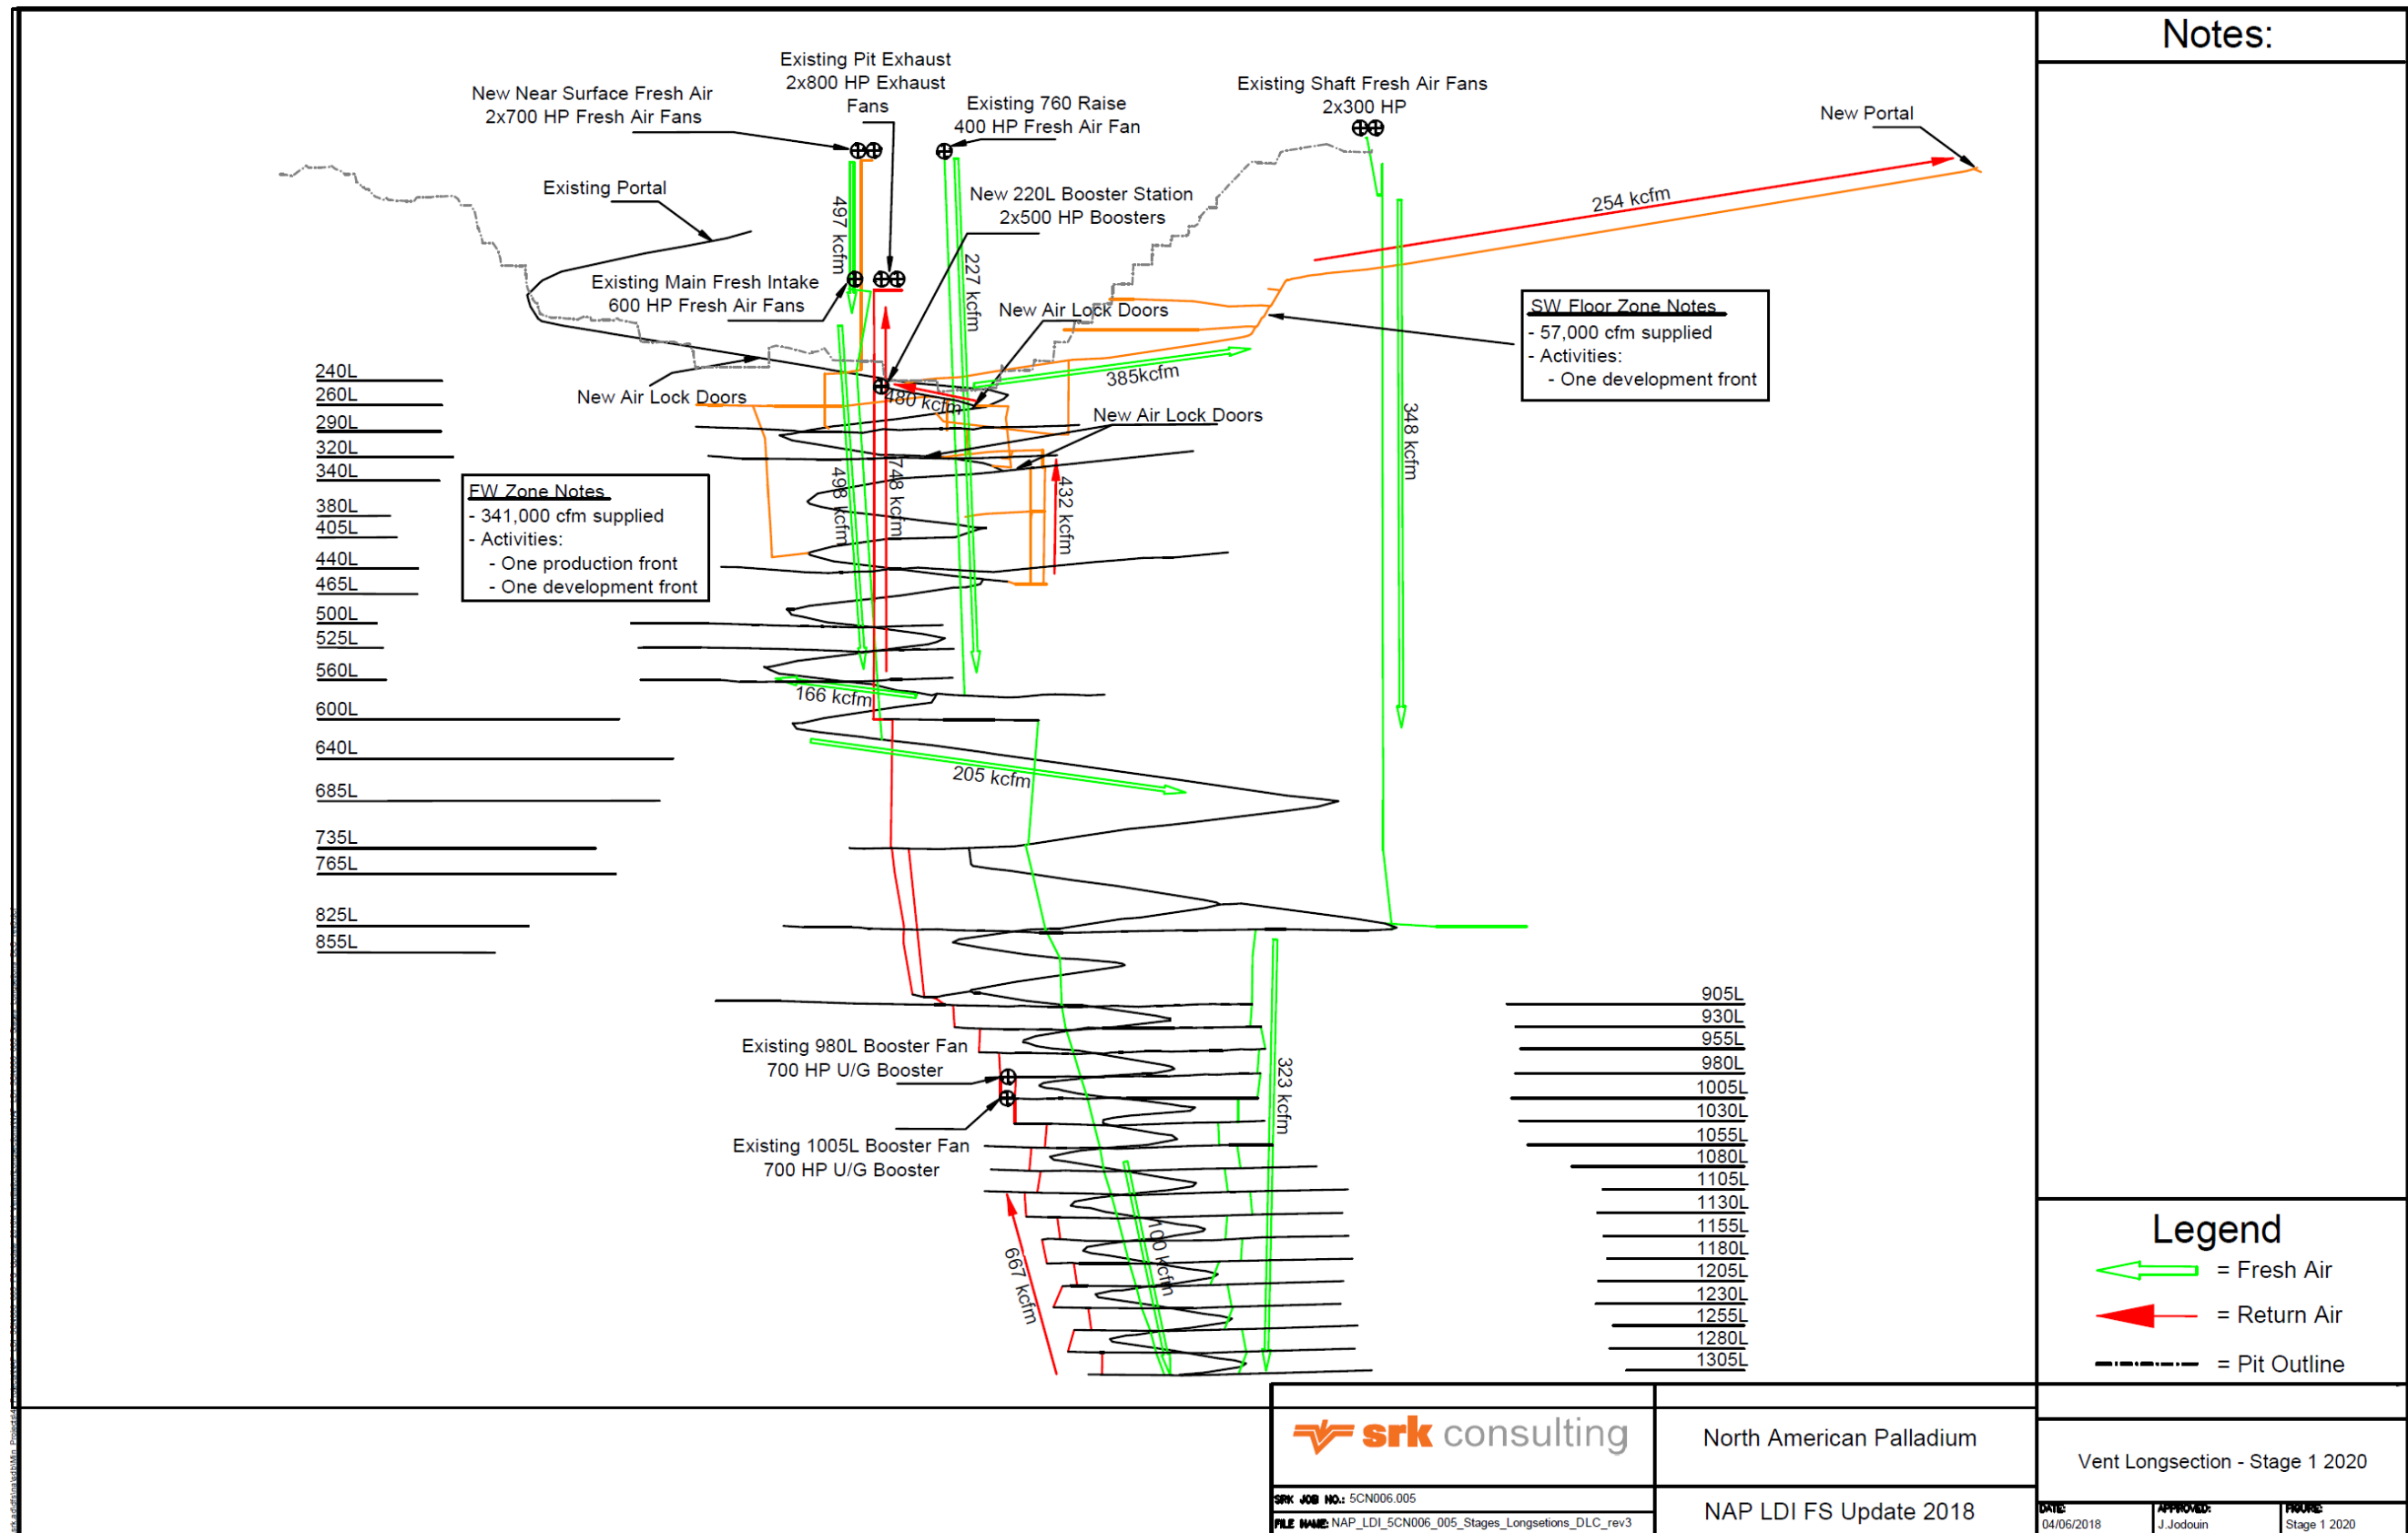 Notes:
Existing Pit Exhaust
2x800 HP Exhaust
Fans
New Near Surface Fresh Air
2x700 HP Fresh Air Fans
Existing 760 Raise
400 HP Fresh Air Fan
Existing Shaft Fresh Air Fans
2x300 HP
New Portal
Existing Portal
497 kcfm
New 220L Booster Station
2x500 HP Boosters
254 kcfm
227 kcfm
Existing Main Fresh Intake
600 HP Fresh Air Fans
New Air Lock Doors
SW Floor Zone Notes
- 57,000 cfm supplied
- Activities:
- One development front
240L
260L
290L
320L
340L
380L
405L
440L
465L
500L
525L
560L
600L
640L
685L
735L
765L
825L
855L
New Air Lock Doors
480 kcfm
385kcfm
New Air Lock Doors
348 kcfm
FW Zone Notes
- 341,000 cfm supplied
- Activities:
- One production front
- One development front
498 kcfm
748 kcfm
432 kcfm
166 kcfm
205 kcfm
905L
930L
955L
980L
1005L
1030L
1055L
1080L
1105L
1130L
1155L
1180L
1205L
1230L
1255L
1280L
1305L
Existing 980L Booster Fan
700 HP U/G Booster
323 kcfm
Existing 1005L Booster Fan
700 HP U/G Booster
667 kcfm
100 kcfm
Legend
= Fresh Air
= Return Air
= Pit Outline
srk consulting
North American Palladium
Vent Longsection - Stage 1 2020
SRK JOB NO.: 5CN006.005
FILE NAME: NAP_LDI_5CN006_005_Stages_Longsetions_DLC_rev3
NAP LDI FS Update 2018
DATE:
04/06/2018
APPROVED:
J.Jodouin
FIGURE:
Stage 1 2020